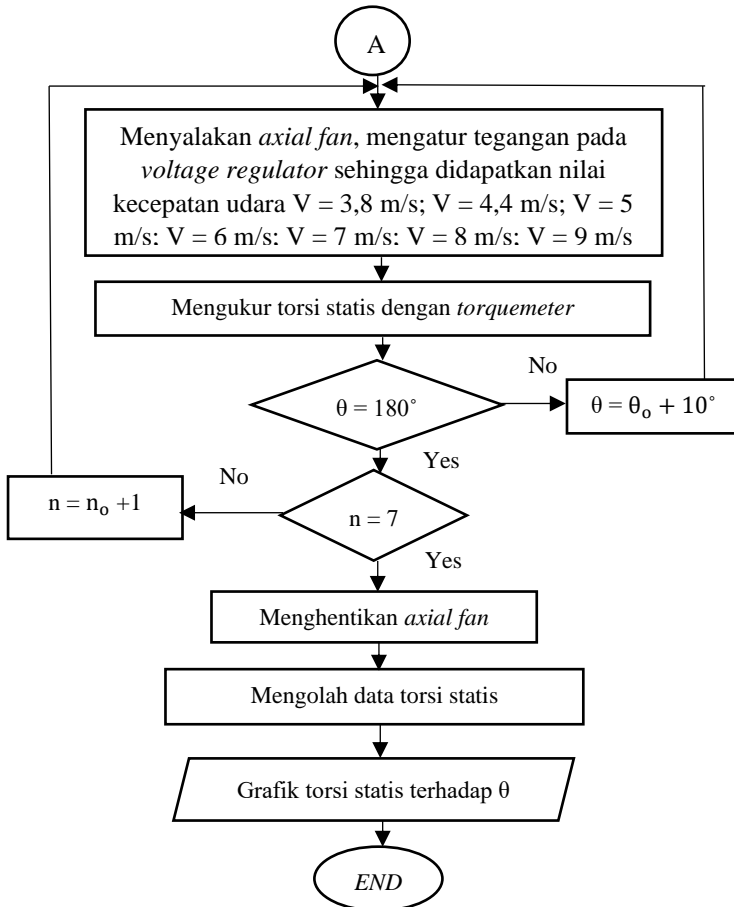 A
Menyalakan axial fan, mengatur tegangan pada
voltage regulator sehingga didapatkan nilai
kecepatan udara V = 3,8 m/s; V = 4,4 m/s; V = 5
m/s; V = 6 m/s; V = 7 m/s; V = 8 m/s; V = 9 m/s
Mengukur torsi statis dengan torquemeter
θ = 180˚
No
θ = θₒ + 10˚
Yes
n = 7
No
n = nₒ +1
Yes
Menghentikan axial fan
Mengolah data torsi statis
Grafik torsi statis terhadap θ
END